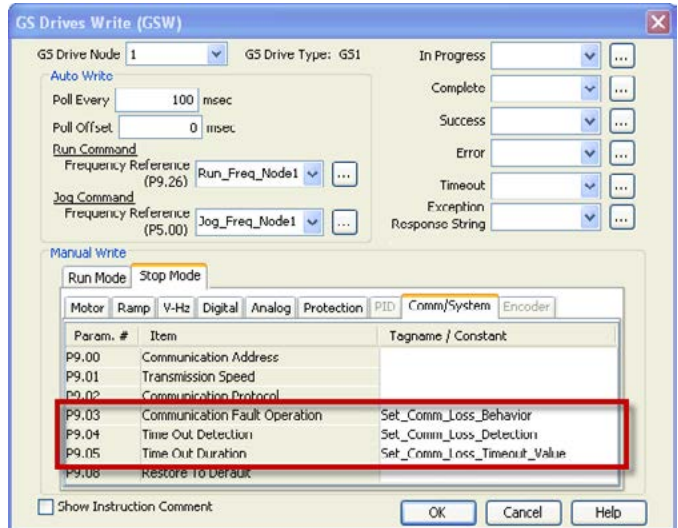 GS Drives Write (GSW)
GS Drive Node 1 GS Drive Type: GS1
Auto Write
Poll Every 100 msec
Poll Offset 0 msec
Run Command
Frequency Reference
(P9.26) Run_Freq_Node1 ...
Jog Command
Frequency Reference
(P5.00) Jog_Freq_Node1 ...
In Progress ...
Complete ...
Success ...
Error ...
Timeout ...
Exception
Response String ...
Manual Write
Run Mode Stop Mode
Motor Ramp V-Hz Digital Analog Protection PID Comm/System Encoder
Param. # Item Tagname / Constant
P9.00 Communication Address
P9.01 Transmission Speed
P9.02 Communication Protocol
P9.03 Communication Fault Operation Set_Comm_Loss_Behavior
P9.04 Time Out Detection Set_Comm_Loss_Detection
P9.05 Time Out Duration Set_Comm_Loss_Timeout_Value
P9.08 Restore To Default
Show Instruction Comment OK Cancel Help